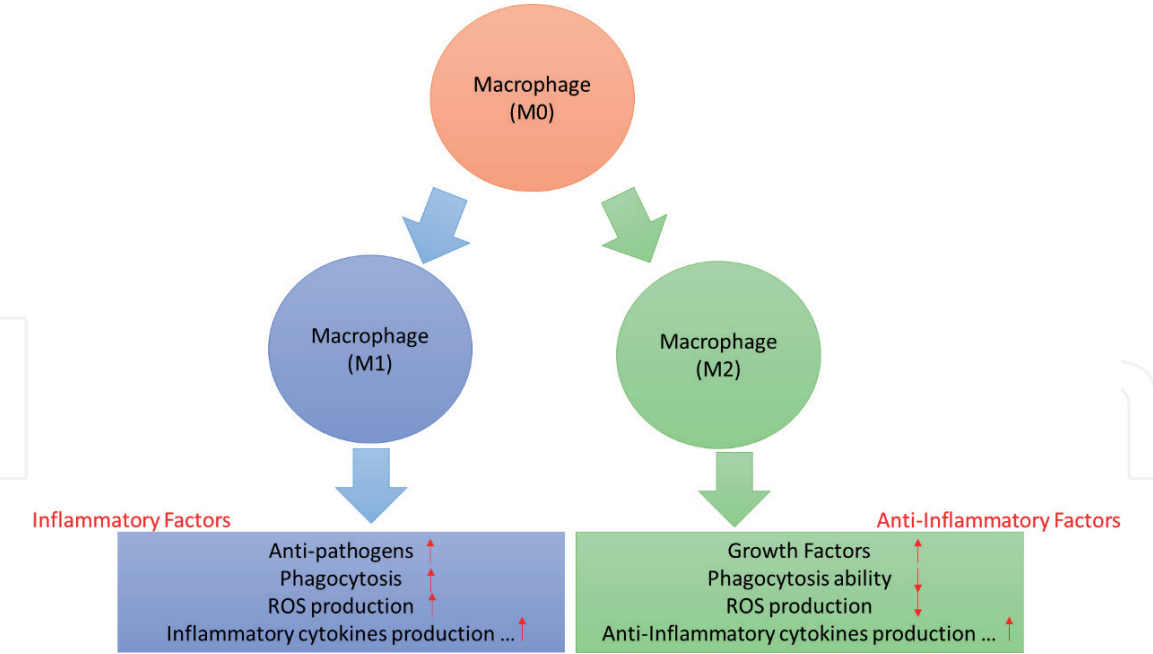 Macrophage
(M0)
Macrophage
(M1)
Macrophage
(M2)
Inflammatory Factors
Anti-Inflammatory Factors
Anti-pathogens ↑
Phagocytosis ↑
ROS production ↑
Inflammatory cytokines production ... ↑
Growth Factors ↑
Phagocytosis ability ↓
ROS production ↓
Anti-Inflammatory cytokines production ... ↑